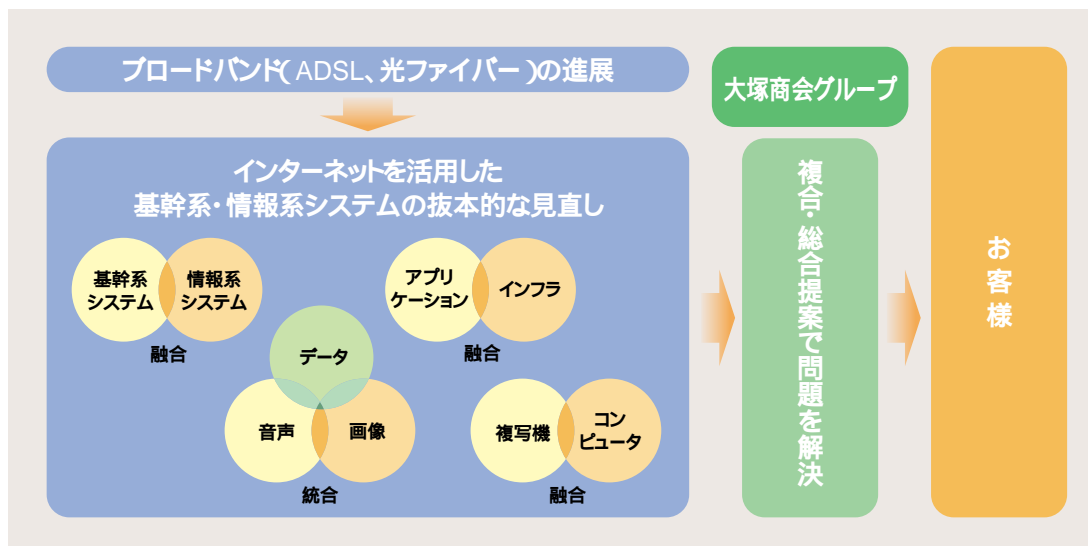 ブロードバンド(ADSL、光ファイバー)の進展
インターネットを活用した
基幹系・情報系システムの抜本的な見直し
基幹系
システム
情報系
システム
融合
アプリ
ケーション
インフラ
融合
データ
音声
画像
統合
複写機
コン
ピュータ
融合
大塚商会グループ
複合・総合提案で問題を解決
お客様